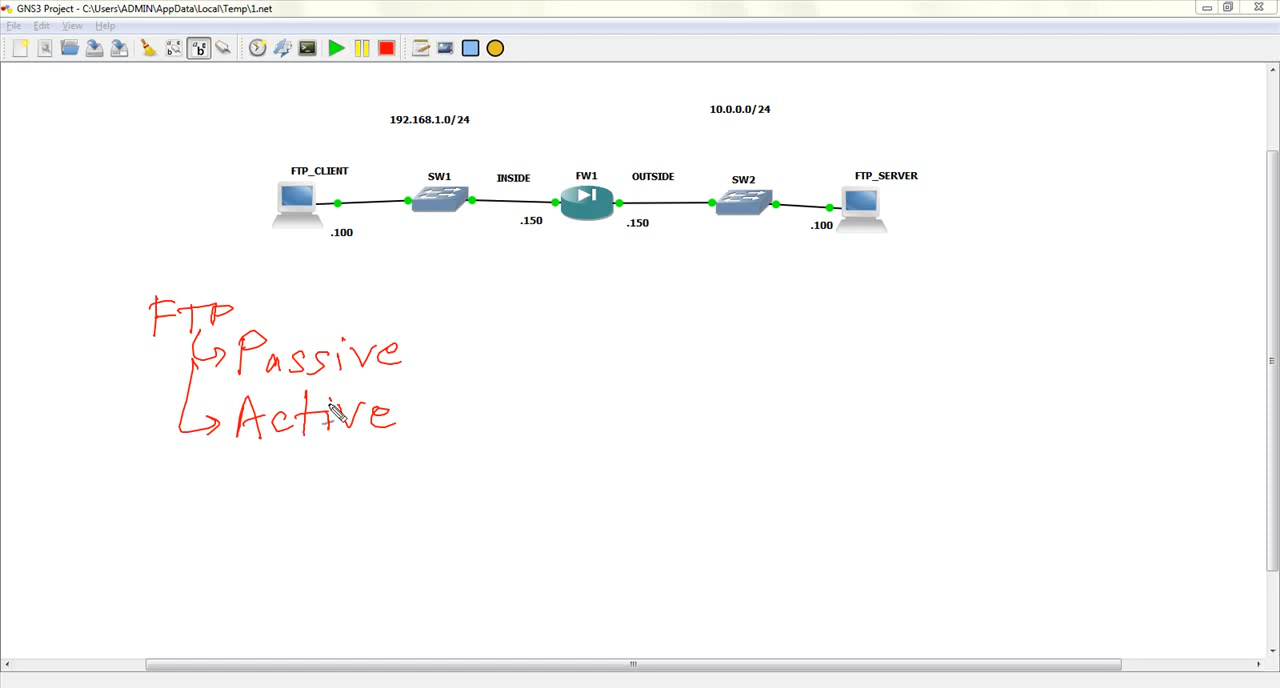 GNS3 Project - C:\Users\ADMIN\AppData\Local\Temp\1.net
File Edit View Help
192.168.1.0/24
10.0.0.0/24
FTP_CLIENT
SW1
INSIDE
FW1
OUTSIDE
SW2
FTP_SERVER
.100
.150
.150
.100
FTP
Passive
Active